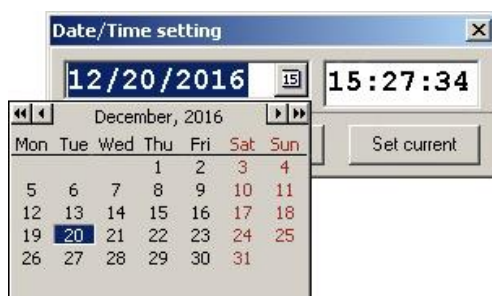 Date/Time setting
12/20/2016 15 15:27:34
December, 2016
Mon Tue Wed Thu Fri Sat Sun
1 2 3 4
5 6 7 8 9 10 11
12 13 14 15 16 17 18
19 20 21 22 23 24 25
26 27 28 29 30 31
Set current